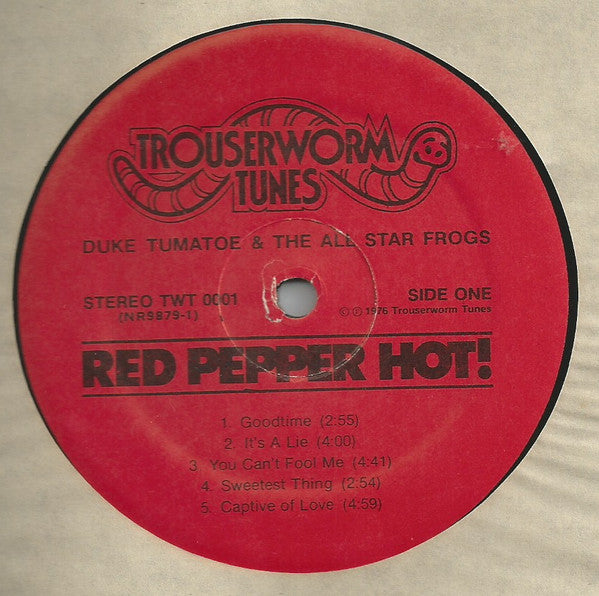 TROUSERWORM
TUNES
DUKE TUMATOE & THE ALL STAR FROGS
STEREO TWT 0001
(NR9879-1)
SIDE ONE
© ℗ 1976 Trouserworm Tunes
RED PEPPER HOT!
1. Goodtime (2:55)
2. It's A Lie (4:00)
3. You Can't Fool Me (4:41)
4. Sweetest Thing (2:54)
5. Captive of Love (4:59)